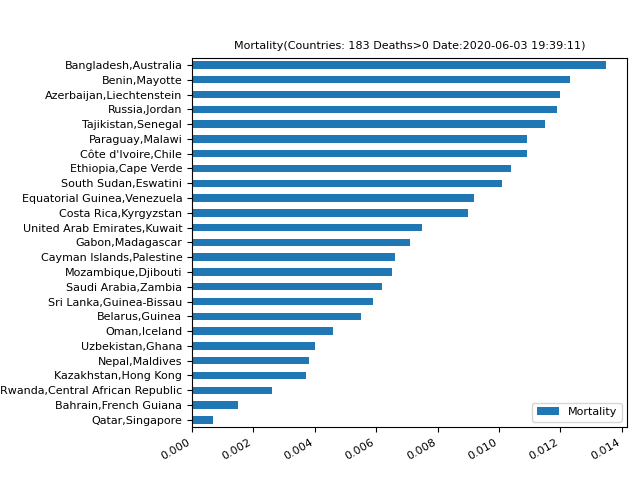 Mortality(Countries: 183 Deaths>0 Date:2020-06-03 19:39:11)
Bangladesh,Australia
Benin,Mayotte
Azerbaijan,Liechtenstein
Russia,Jordan
Tajikistan,Senegal
Paraguay,Malawi
Côte d'Ivoire,Chile
Ethiopia,Cape Verde
South Sudan,Eswatini
Equatorial Guinea,Venezuela
Costa Rica,Kyrgyzstan
United Arab Emirates,Kuwait
Gabon,Madagascar
Cayman Islands,Palestine
Mozambique,Djibouti
Saudi Arabia,Zambia
Sri Lanka,Guinea-Bissau
Belarus,Guinea
Oman,Iceland
Uzbekistan,Ghana
Nepal,Maldives
Kazakhstan,Hong Kong
Rwanda,Central African Republic
Bahrain,French Guiana
Qatar,Singapore
Mortality
0.000 0.002 0.004 0.006 0.008 0.010 0.012 0.014